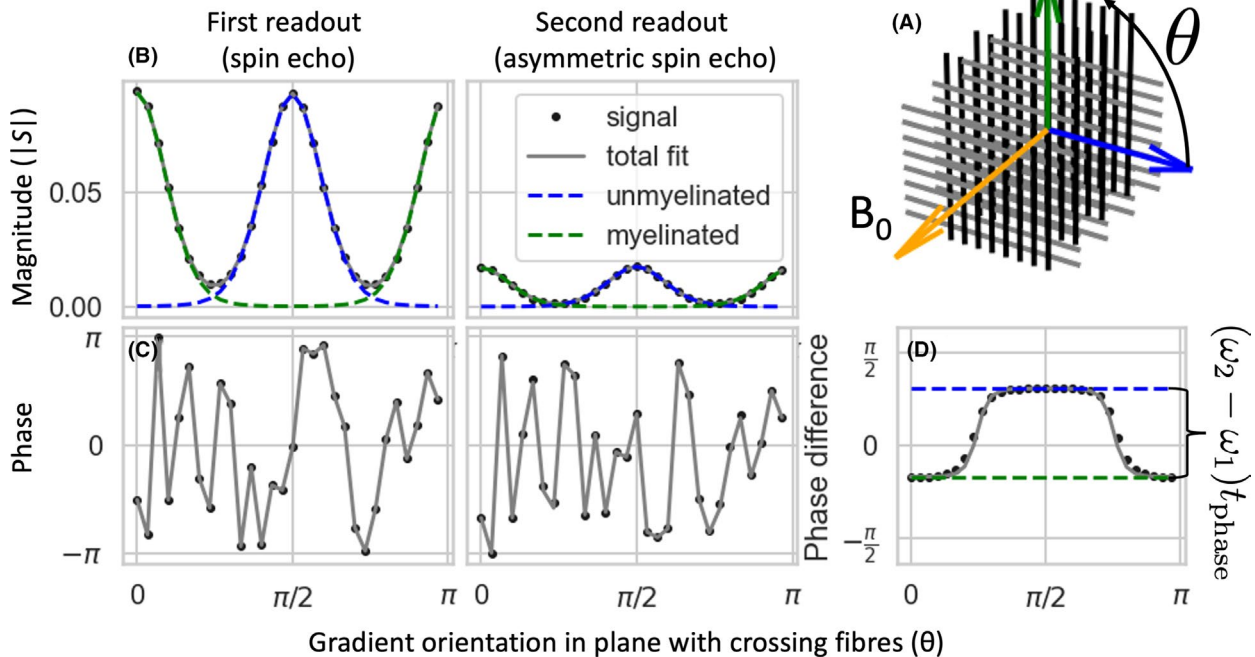 First readout
(spin echo)
Second readout
(asymmetric spin echo)
(A)
θ
B₀
(B)
Magnitude (|S|)
0.05
0.00
signal
total fit
unmyelinated
myelinated
(C)
Phase
π
0
−π
0
π/2
π
0
π/2
π
(D)
Phase difference
π/2
0
−π/2
0
π/2
π
(ω₂ − ω₁)t_phase
Gradient orientation in plane with crossing fibres (θ)